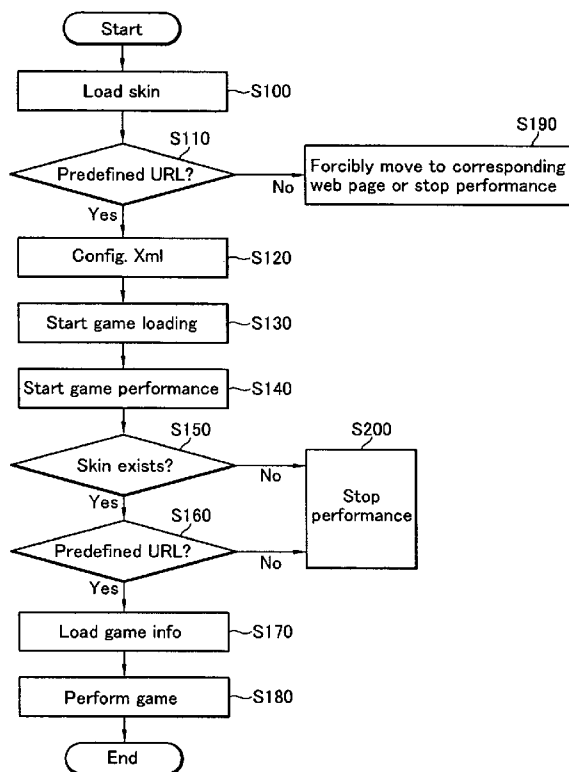 Start
Load skin
S100
S110
Predefined URL?
No
Yes
S190
Forcibly move to corresponding
web page or stop performance
Config. Xml
S120
Start game loading
S130
Start game performance
S140
S150
Skin exists?
No
Yes
S200
Stop
performance
S160
Predefined URL?
No
Yes
Load game info
S170
Perform game
S180
End